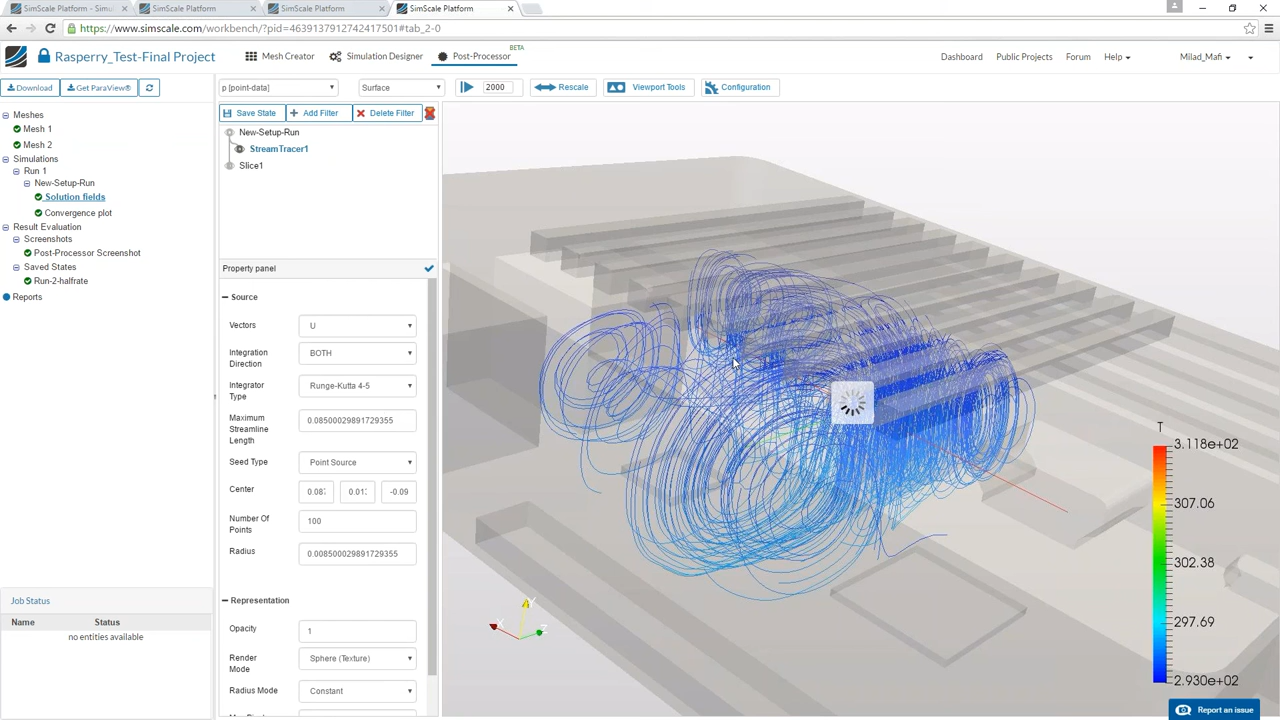 SimScale Platform - Simul
SimScale Platform
SimScale Platform
SimScale Platform
https://www.simscale.com/workbench/?pid=4639137912742417501#tab_2-0
Rasperry_Test-Final Project
Mesh Creator
Simulation Designer
Post-Processor
BETA
Dashboard
Public Projects
Forum
Help
Milad_Mafi
Download
Get ParaView®
p [point-data]
Surface
2000
Rescale
Viewport Tools
Configuration
Save State
Add Filter
Delete Filter
Meshes
Mesh 1
Mesh 2
Simulations
Run 1
New-Setup-Run
Solution fields
Convergence plot
Result Evaluation
Screenshots
Post-Processor Screenshot
Saved States
Run-2-halfrate
Reports
New-Setup-Run
StreamTracer1
Slice1
Property panel
Source
Vectors
U
Integration
Direction
BOTH
Integrator
Type
Runge-Kutta 4-5
Maximum
Streamline
Length
0.08500029891729355
Seed Type
Point Source
Center
-0.09
Number Of
Points
100
Radius
0.008500029891729355
Representation
Opacity
1
Render
Mode
Sphere (Texture)
Radius Mode
Constant
Job Status
Name
Status
no entities available
T
3.118e+02
307.06
302.38
297.69
2.930e+02
X
Y
Z
Report an issue